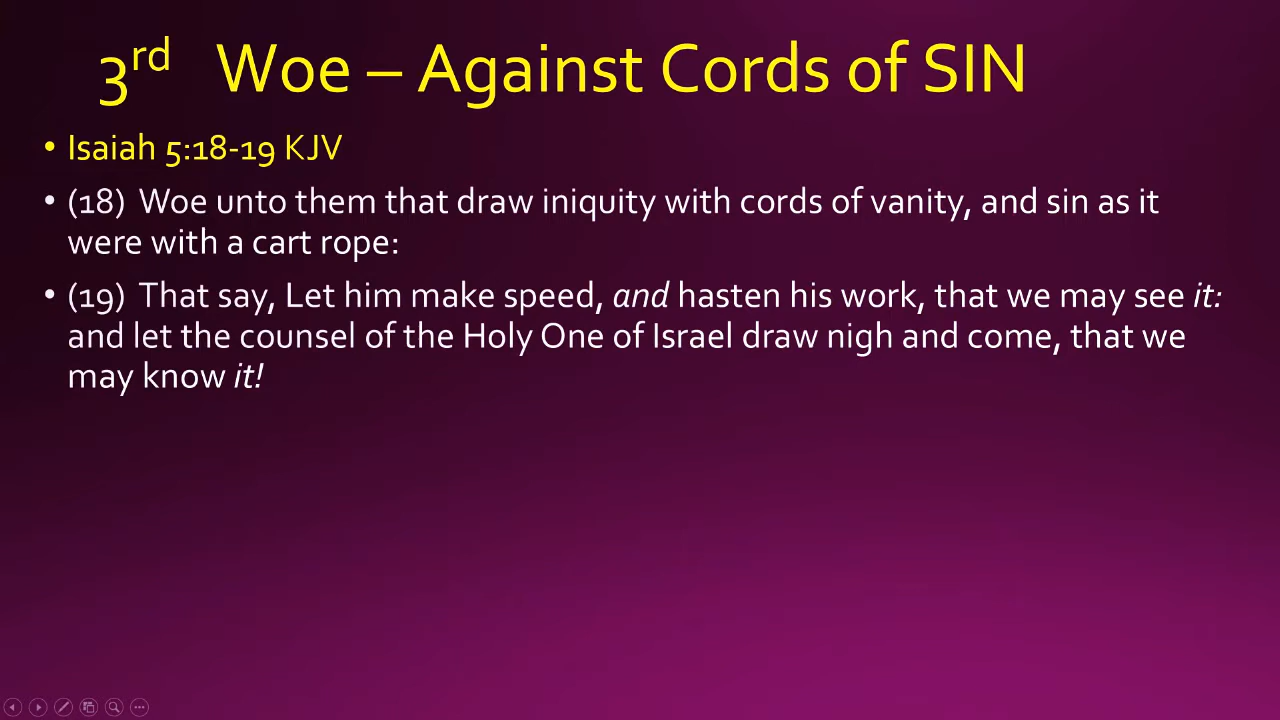 3rd Woe – Against Cords of SIN
• Isaiah 5:18-19 KJV
• (18) Woe unto them that draw iniquity with cords of vanity, and sin as it
were with a cart rope:
• (19) That say, Let him make speed, and hasten his work, that we may see it:
and let the counsel of the Holy One of Israel draw nigh and come, that we
may know it!